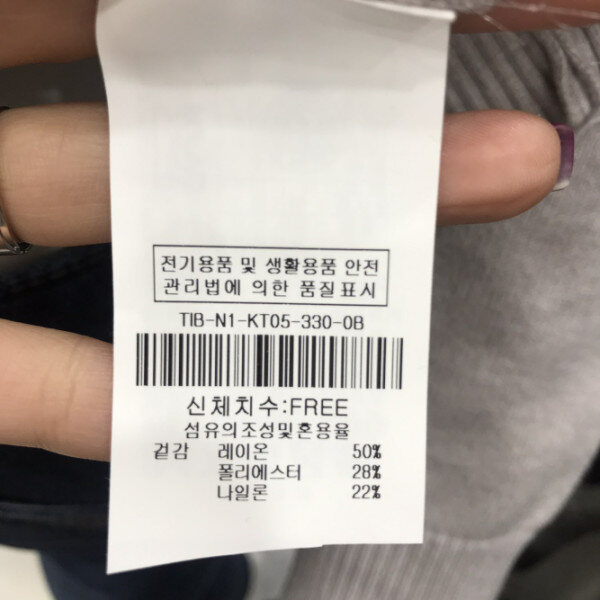 전기용품 및 생활용품 안전
관리법에 의한 품질표시
TIB-N1-KT05-330-0B
신체치수:FREE
섬유의조성및혼용율
겉감 레이온 50%
폴리에스터 28%
나일론 22%